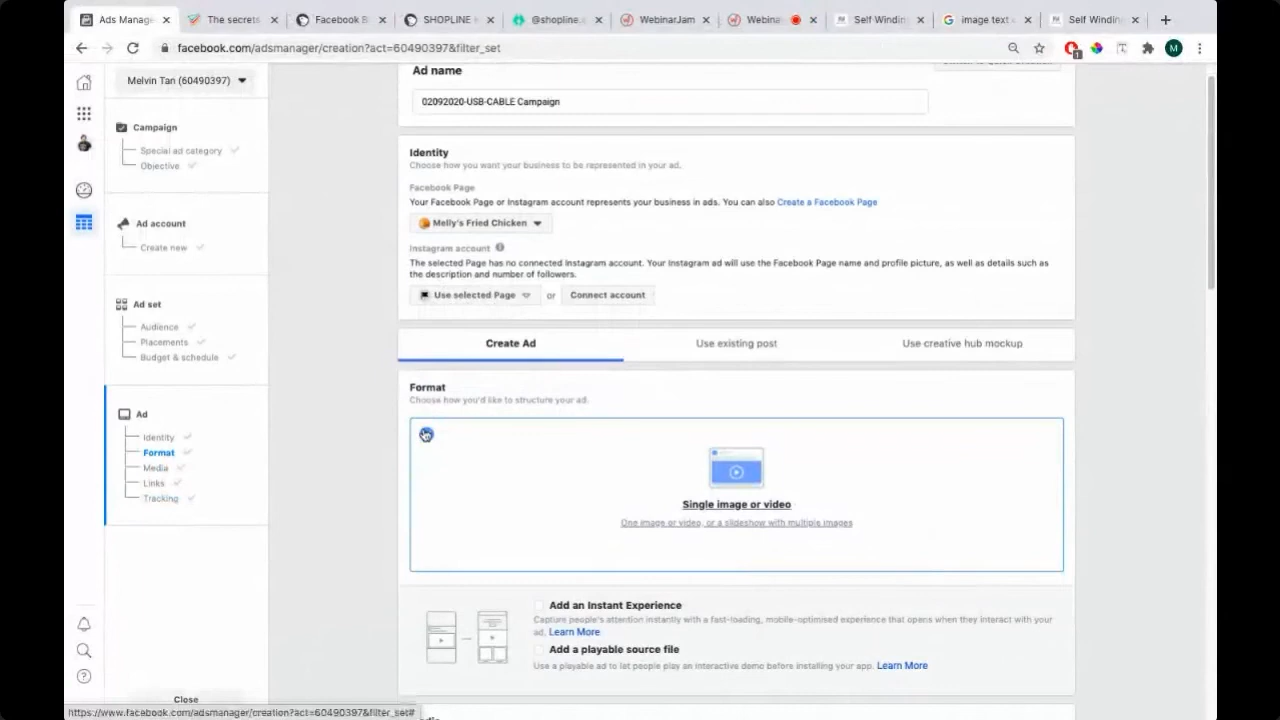 Ads Manag
The secrets
Facebook B
SHOPLINE
@shopline.
WebinarJam
Webina
Self Windin
image text
Self Windin
facebook.com/adsmanager/creation?act=60490397&filter_set
M
Melvin Tan (60490397)
Campaign
Special ad category
Objective
Ad account
Create new
Ad set
Audience
Placements
Budget & schedule
Ad
Identity
Format
Media
Links
Tracking
Close
Ad name
02092020-USB-CABLE Campaign
Identity
Choose how you want your business to be represented in your ad.
Facebook Page
Your Facebook Page or Instagram account represents your business in ads. You can also Create a Facebook Page
Melly's Fried Chicken
Instagram account
The selected Page has no connected Instagram account. Your Instagram ad will use the Facebook Page name and profile picture, as well as details such as
the description and number of followers.
Use selected Page or Connect account
Create Ad
Use existing post
Use creative hub mockup
Format
Choose how you'd like to structure your ad.
Single image or video
One image or video, or a slideshow with multiple images
Add an Instant Experience
Capture people's attention instantly with a fast-loading, mobile-optimised experience that opens when they interact with your
ad. Learn More
Add a playable source file
Use a playable ad to let people play an interactive demo before installing your app. Learn More
https://www.facebook.com/adsmanager/creation?act=60490397&filter_set#